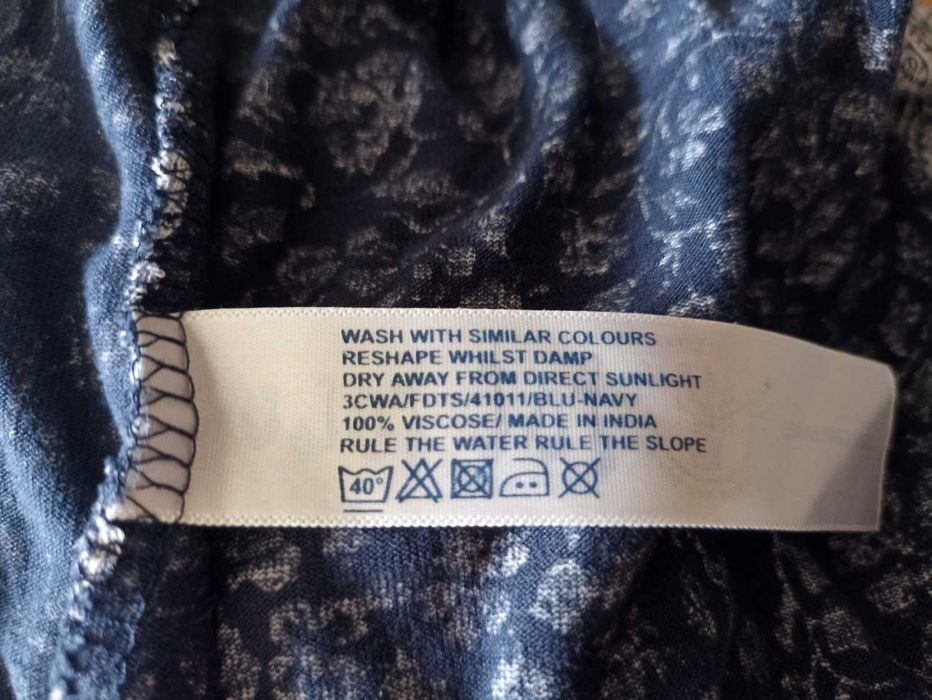 WASH WITH SIMILAR COLOURS
RESHAPE WHILST DAMP
DRY AWAY FROM DIRECT SUNLIGHT
3CWA/FDTS/41011/BLU-NAVY
100% VISCOSE/ MADE IN INDIA
RULE THE WATER RULE THE SLOPE
40°